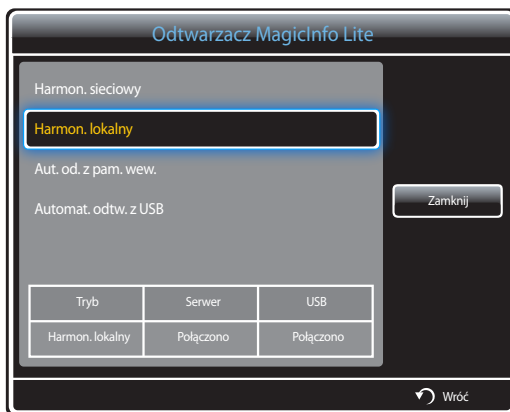 Odtwarzacz MagicInfo Lite
Harmon. sieciowy
Harmon. lokalny
Aut. od. z pam. wew.
Automat. odtw. z USB
Zamknij
Tryb Serwer USB
Harmon. lokalny Połączono Połączono
Wróć